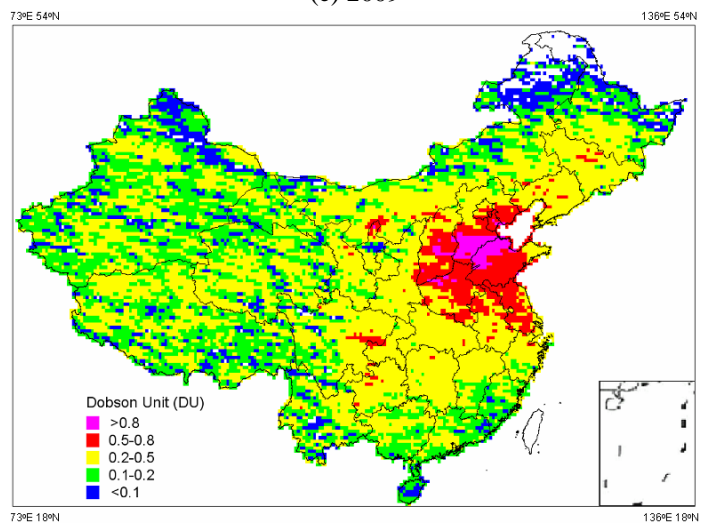 (c) 2009
73ºE 54ºN
136ºE 54ºN
Dobson Unit (DU)
>0.8
0.5-0.8
0.2-0.5
0.1-0.2
<0.1
73ºE 18ºN
136ºE 18ºN